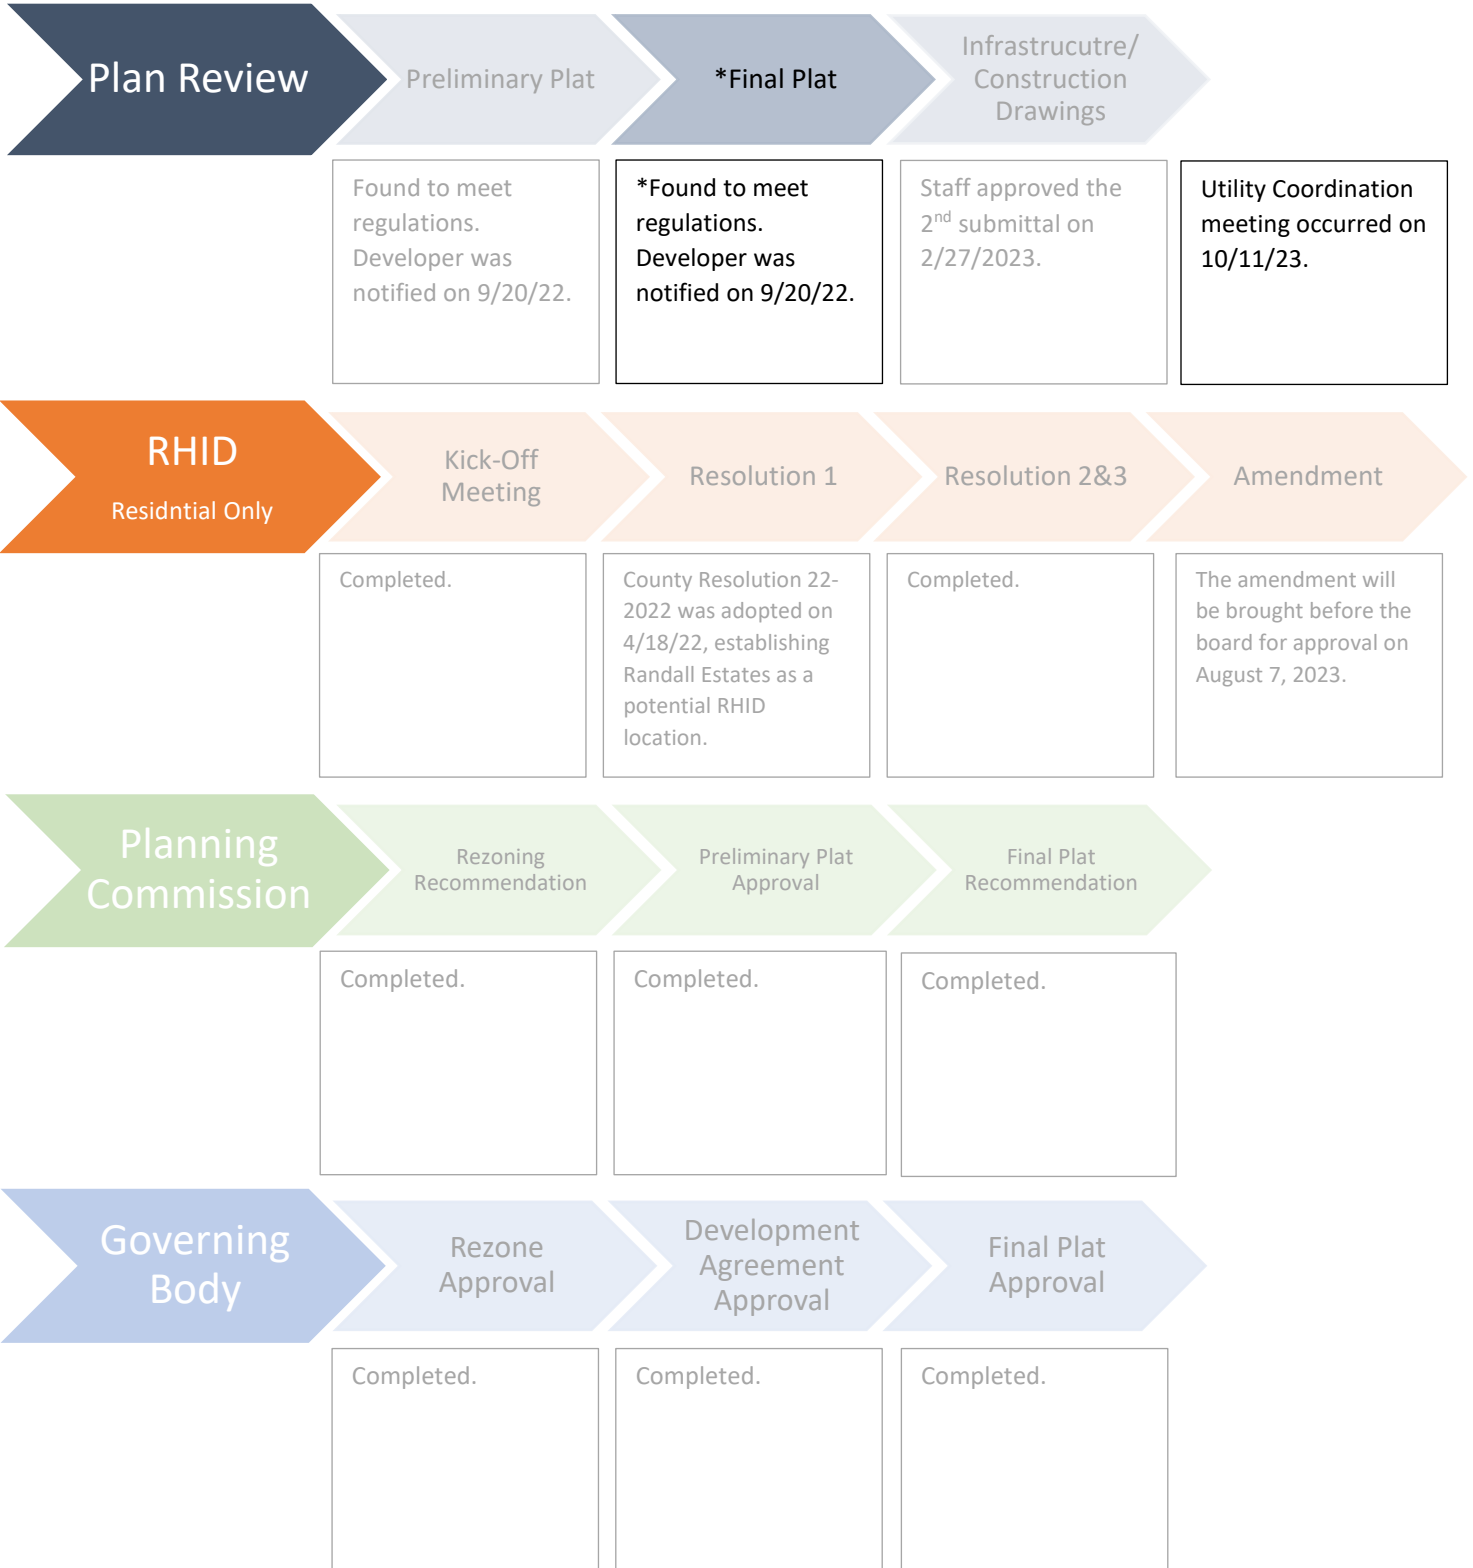 Plan Review
Preliminary Plat
*Final Plat
Infrastrucutre/
Construction
Drawings
Found to meet
regulations.
Developer was
notified on 9/20/22.
*Found to meet
regulations.
Developer was
notified on 9/20/22.
Staff approved the
2nd submittal on
2/27/2023.
Utility Coordination
meeting occurred on
10/11/23.
RHID
Residntial Only
Kick-Off
Meeting
Resolution 1
Resolution 2&3
Amendment
Completed.
County Resolution 22-
2022 was adopted on
4/18/22, establishing
Randall Estates as a
potential RHID
location.
Completed.
The amendment will
be brought before the
board for approval on
August 7, 2023.
Planning
Commission
Rezoning
Recommendation
Preliminary Plat
Approval
Final Plat
Recommendation
Completed.
Completed.
Completed.
Governing
Body
Rezone
Approval
Development
Agreement
Approval
Final Plat
Approval
Completed.
Completed.
Completed.